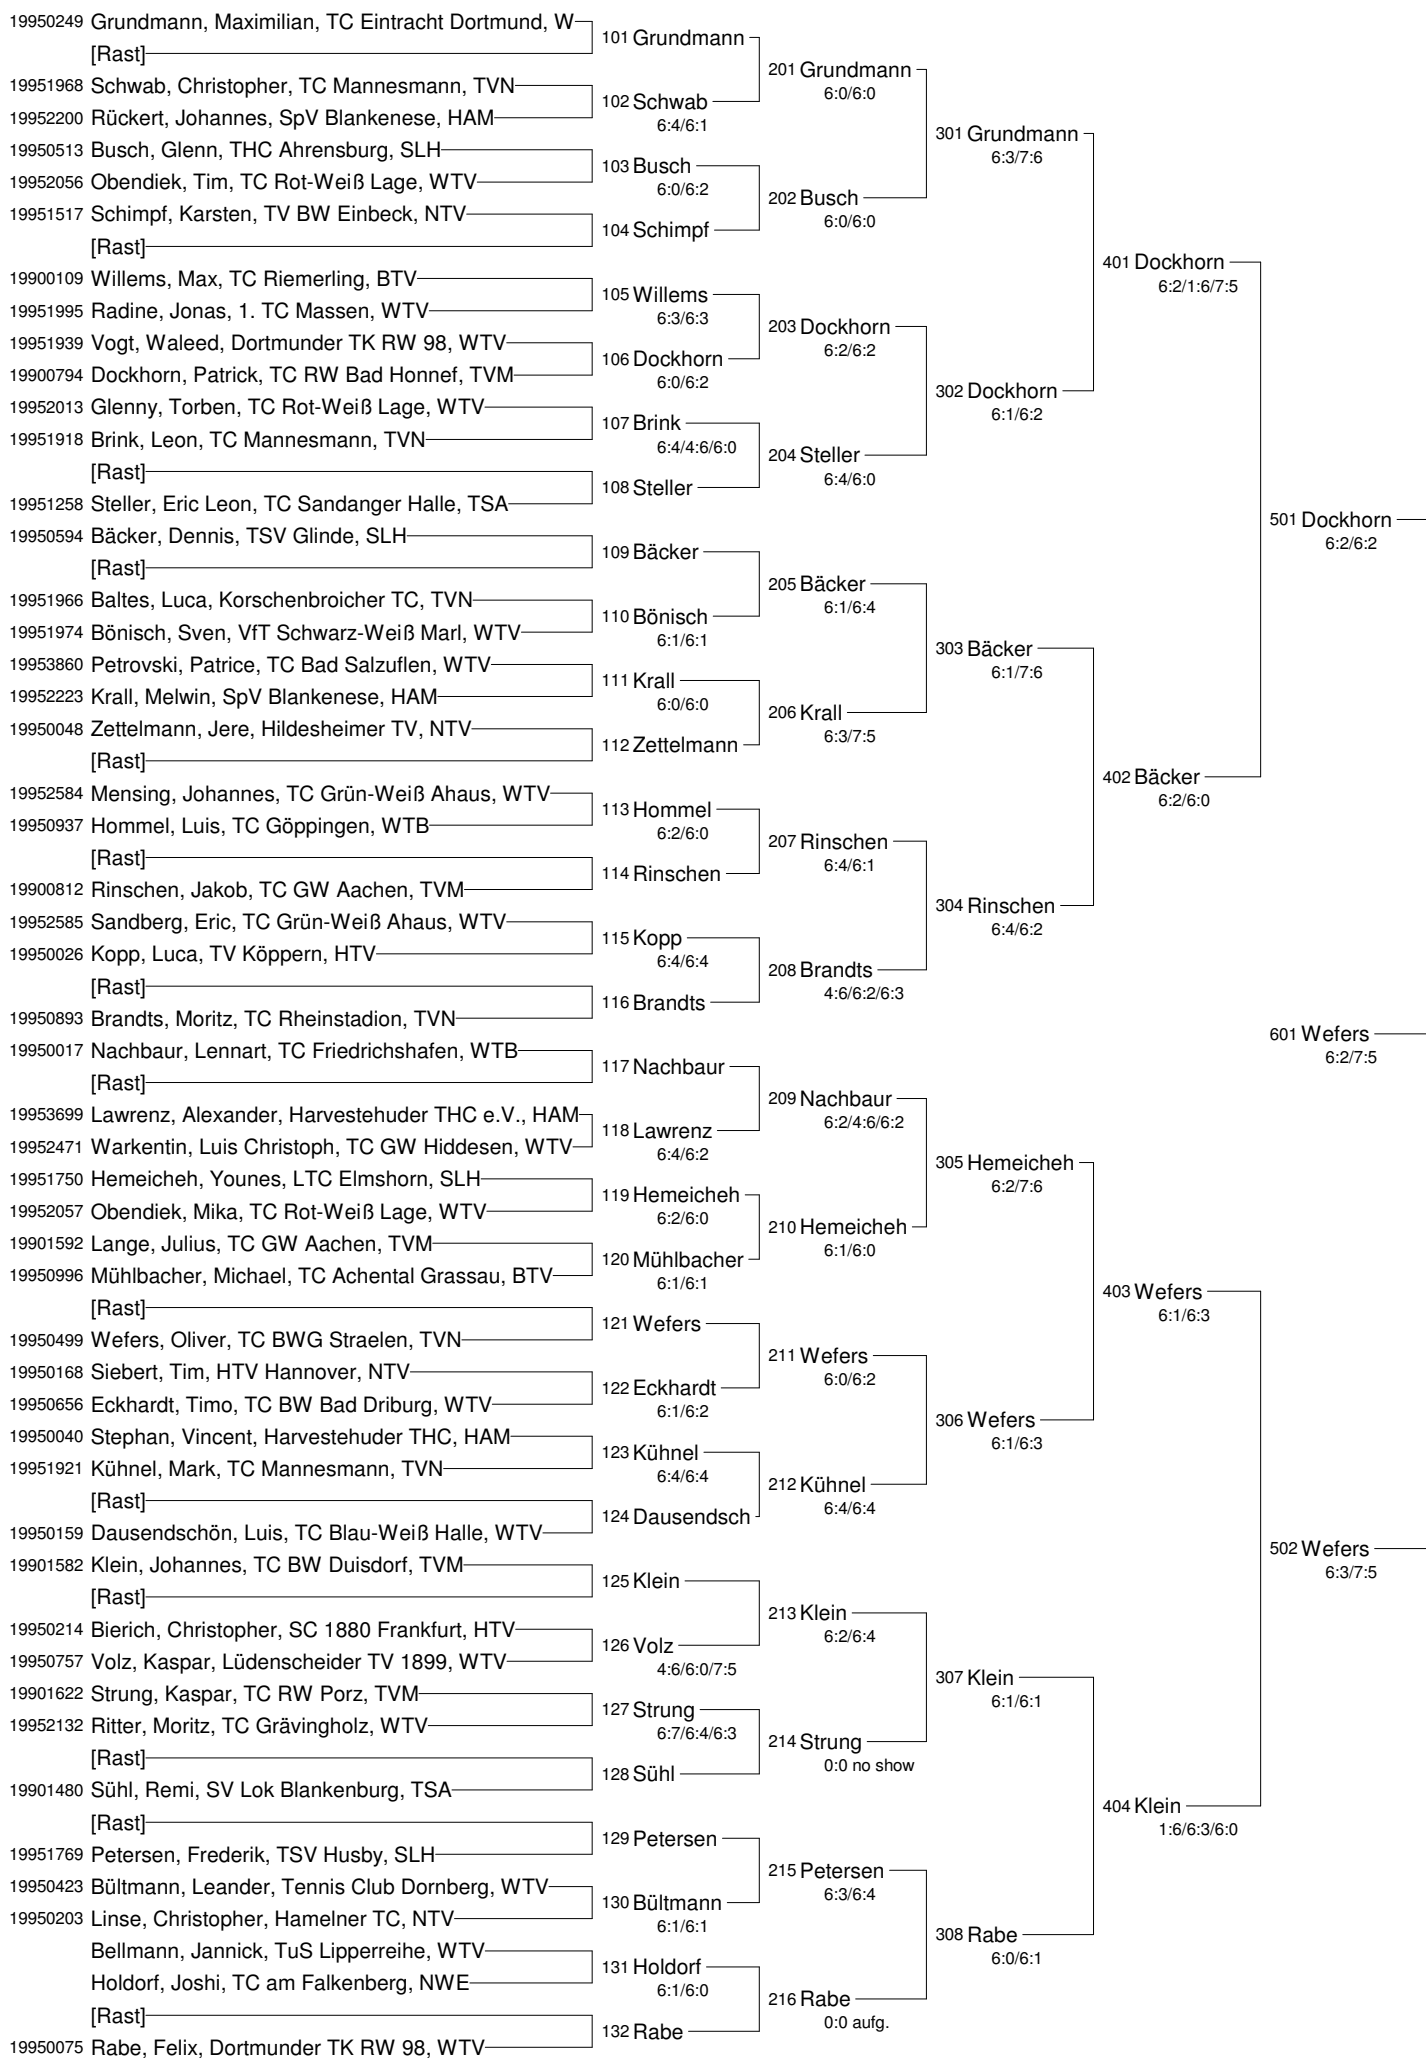 19950249 Grundmann, Maximilian, TC Eintracht Dortmund, W
[Rast]
19951968 Schwab, Christopher, TC Mannesmann, TVN
19952200 Rückert, Johannes, SpV Blankenese, HAM
19950513 Busch, Glenn, THC Ahrensburg, SLH
19952056 Obendiek, Tim, TC Rot-Weiß Lage, WTV
19951517 Schimpf, Karsten, TV BW Einbeck, NTV
[Rast]
19900109 Willems, Max, TC Riemerling, BTV
19951995 Radine, Jonas, 1. TC Massen, WTV
19951939 Vogt, Waleed, Dortmunder TK RW 98, WTV
19900794 Dockhorn, Patrick, TC RW Bad Honnef, TVM
19952013 Glenny, Torben, TC Rot-Weiß Lage, WTV
19951918 Brink, Leon, TC Mannesmann, TVN
[Rast]
19951258 Steller, Eric Leon, TC Sandanger Halle, TSA
19950594 Bäcker, Dennis, TSV Glinde, SLH
[Rast]
19951966 Baltes, Luca, Korschenbroicher TC, TVN
19951974 Bönisch, Sven, VfT Schwarz-Weiß Marl, WTV
19953860 Petrovski, Patrice, TC Bad Salzuflen, WTV
19952223 Krall, Melwin, SpV Blankenese, HAM
19950048 Zettelmann, Jere, Hildesheimer TV, NTV
[Rast]
19952584 Mensing, Johannes, TC Grün-Weiß Ahaus, WTV
19950937 Hommel, Luis, TC Göppingen, WTB
[Rast]
19900812 Rinschen, Jakob, TC GW Aachen, TVM
19952585 Sandberg, Eric, TC Grün-Weiß Ahaus, WTV
19950026 Kopp, Luca, TV Köppern, HTV
[Rast]
19950893 Brandts, Moritz, TC Rheinstadion, TVN
19950017 Nachbaur, Lennart, TC Friedrichshafen, WTB
[Rast]
19953699 Lawrenz, Alexander, Harvestehuder THC e.V., HAM
19952471 Warkentin, Luis Christoph, TC GW Hiddesen, WTV
19951750 Hemeicheh, Younes, LTC Elmshorn, SLH
19952057 Obendiek, Mika, TC Rot-Weiß Lage, WTV
19901592 Lange, Julius, TC GW Aachen, TVM
19950996 Mühlbacher, Michael, TC Achental Grassau, BTV
[Rast]
19950499 Wefers, Oliver, TC BWG Straelen, TVN
19950168 Siebert, Tim, HTV Hannover, NTV
19950656 Eckhardt, Timo, TC BW Bad Driburg, WTV
19950040 Stephan, Vincent, Harvestehuder THC, HAM
19951921 Kühnel, Mark, TC Mannesmann, TVN
[Rast]
19950159 Dausendschön, Luis, TC Blau-Weiß Halle, WTV
19901582 Klein, Johannes, TC BW Duisdorf, TVM
[Rast]
19950214 Bierich, Christopher, SC 1880 Frankfurt, HTV
19950757 Volz, Kaspar, Lüdenscheider TV 1899, WTV
19901622 Strung, Kaspar, TC RW Porz, TVM
19952132 Ritter, Moritz, TC Grävingholz, WTV
[Rast]
19901480 Sühl, Remi, SV Lok Blankenburg, TSA
[Rast]
19951769 Petersen, Frederik, TSV Husby, SLH
19950423 Bültmann, Leander, Tennis Club Dornberg, WTV
19950203 Linse, Christopher, Hamelner TC, NTV
Bellmann, Jannick, TuS Lipperreihe, WTV
Holdorf, Joshi, TC am Falkenberg, NWE
[Rast]
19950075 Rabe, Felix, Dortmunder TK RW 98, WTV
101 Grundmann
102 Schwab
6:4/6:1
103 Busch
6:0/6:2
104 Schimpf
105 Willems
6:3/6:3
106 Dockhorn
6:0/6:2
107 Brink
6:4/4:6/6:0
108 Steller
109 Bäcker
110 Bönisch
6:1/6:1
111 Krall
6:0/6:0
112 Zettelmann
113 Hommel
6:2/6:0
114 Rinschen
115 Kopp
6:4/6:4
116 Brandts
117 Nachbaur
118 Lawrenz
6:4/6:2
119 Hemeicheh
6:2/6:0
120 Mühlbacher
6:1/6:1
121 Wefers
122 Eckhardt
6:1/6:2
123 Kühnel
6:4/6:4
124 Dausendsch
125 Klein
126 Volz
4:6/6:0/7:5
127 Strung
6:7/6:4/6:3
128 Sühl
129 Petersen
130 Bültmann
6:1/6:1
131 Holdorf
6:1/6:0
132 Rabe
201 Grundmann
6:0/6:0
202 Busch
6:0/6:0
203 Dockhorn
6:2/6:2
204 Steller
6:4/6:0
205 Bäcker
6:1/6:4
206 Krall
6:3/7:5
207 Rinschen
6:4/6:1
208 Brandts
4:6/6:2/6:3
209 Nachbaur
6:2/4:6/6:2
210 Hemeicheh
6:1/6:0
211 Wefers
6:0/6:2
212 Kühnel
6:4/6:4
213 Klein
6:2/6:4
214 Strung
0:0 no show
215 Petersen
6:3/6:4
216 Rabe
0:0 aufg.
301 Grundmann
6:3/7:6
302 Dockhorn
6:1/6:2
303 Bäcker
6:1/7:6
304 Rinschen
6:4/6:2
305 Hemeicheh
6:2/7:6
306 Wefers
6:1/6:3
307 Klein
6:1/6:1
308 Rabe
6:0/6:1
401 Dockhorn
6:2/1:6/7:5
402 Bäcker
6:2/6:0
403 Wefers
6:1/6:3
404 Klein
1:6/6:3/6:0
501 Dockhorn
6:2/6:2
502 Wefers
6:3/7:5
601 Wefers
6:2/7:5